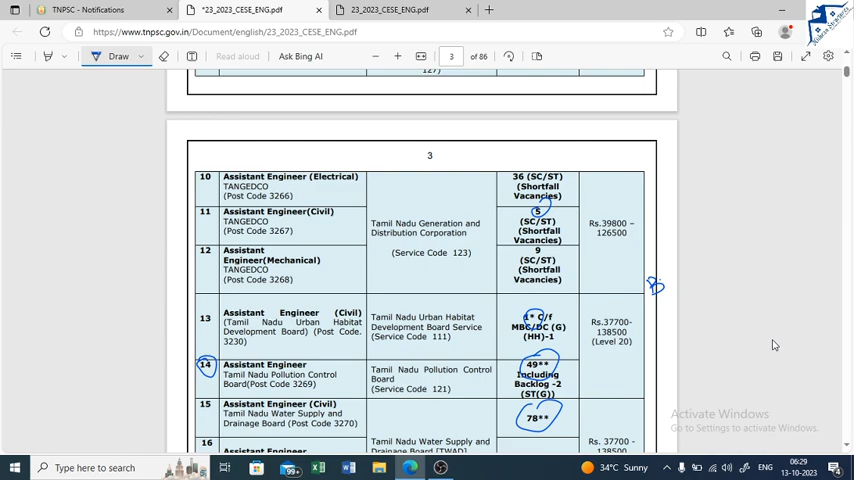 TNPSC - Notifications
*23_2023_CESE_ENG.pdf
23_2023_CESE_ENG.pdf
https://www.tnpsc.gov.in/Document/english/23_2023_CESE_ENG.pdf
Draw
Read aloud
Ask Bing AI
3
of 86
127)
3
10
Assistant Engineer (Electrical)
TANGEDCO
(Post Code 3266)
36 (SC/ST)
(Shortfall
Vacancies)
11
Assistant Engineer(Civil)
TANGEDCO
(Post Code 3267)
Tamil Nadu Generation and
Distribution Corporation
(Service Code 123)
5
(SC/ST)
(Shortfall
Vacancies)
Rs.39800 –
126500
12
Assistant
Engineer(Mechanical)
TANGEDCO
(Post Code 3268)
9
(SC/ST)
(Shortfall
Vacancies)
13
Assistant Engineer (Civil)
(Tamil Nadu Urban Habitat
Development Board) (Post Code.
3230)
Tamil Nadu Urban Habitat
Development Board Service
(Service Code 111)
1* C/f
MBC/DC (G)
(HH)-1
Rs.37700-
138500
(Level 20)
14
Assistant Engineer
Tamil Nadu Pollution Control
Board(Post Code 3269)
Tamil Nadu Pollution Control
Board
(Service Code 121)
49**
Including
Backlog -2
(ST(G))
15
Assistant Engineer (Civil)
Tamil Nadu Water Supply and
Drainage Board (Post Code 3270)
78**
16
Assistant Engineer
Tamil Nadu Water Supply and
Drainage Board [TWAD]
Rs. 37700 -
138500
Activate Windows
Go to Settings to activate Windows.
Type here to search
99+
34°C Sunny
ENG
06:29
13-10-2023
4